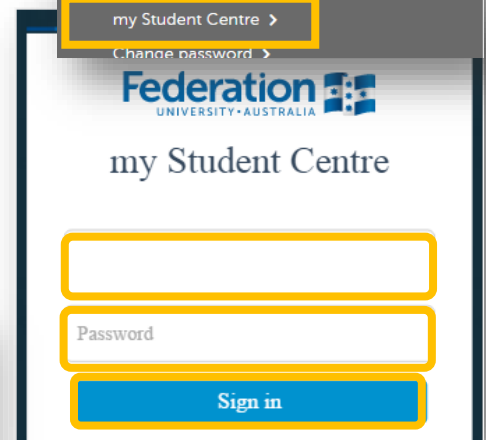 my Student Centre >
Change password >
Federation
UNIVERSITY • AUSTRALIA
my Student Centre
Password
Sign in